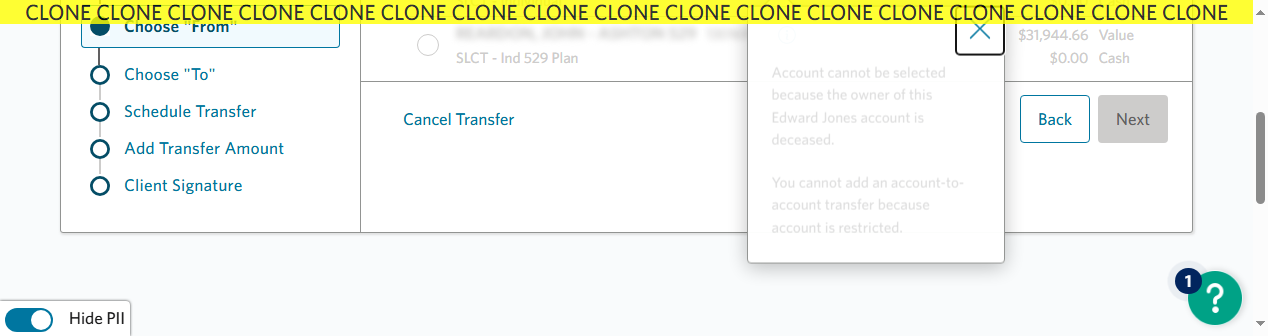 CLONE CLONE CLONE CLONE CLONE CLONE CLONE CLONE CLONE CLONE CLONE CLONE CLONE CLONE CLONE CLONE CLONE
Choose "From"
SLCT - Ind 529 Plan
$31,944.66 Value
$0.00 Cash
Choose "To"
Schedule Transfer
Add Transfer Amount
Client Signature
Cancel Transfer
Account cannot be selected
because the owner of this
Edward Jones account is
deceased.
You cannot add an account-to-
account transfer because
account is restricted.
Back
Next
1
?
Hide PII